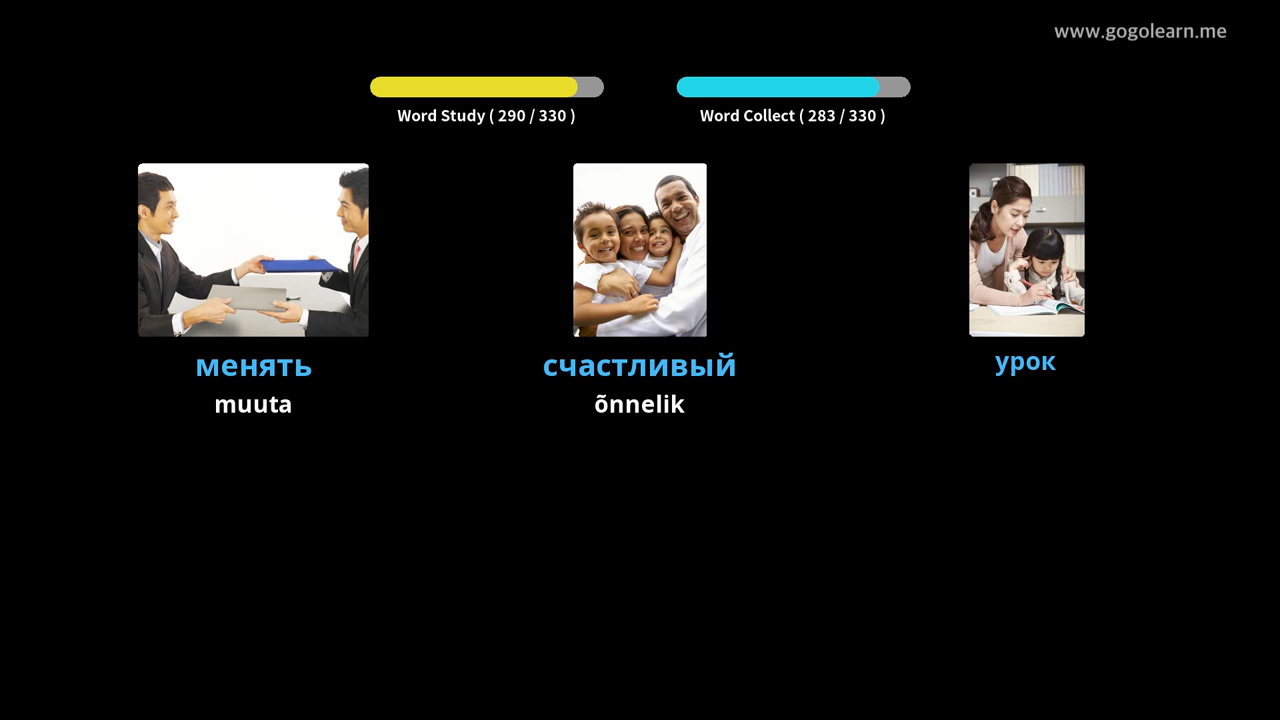 www.gogolearn.me
Word Study ( 290 / 330 )
Word Collect ( 283 / 330 )
менять
muuta
счастливый
õnnelik
урок